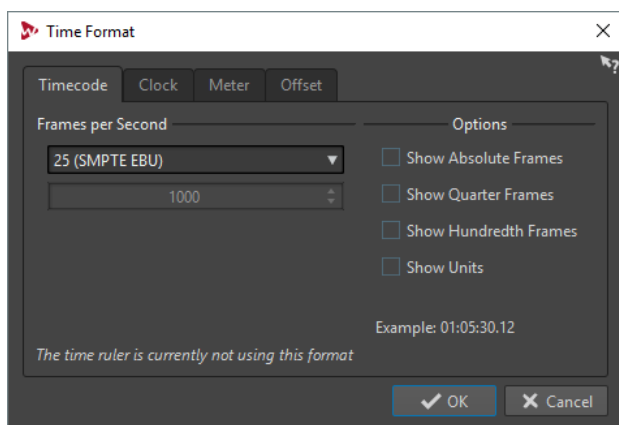 Time Format
Timecode Clock Meter Offset
Frames per Second
25 (SMPTE EBU)
1000
Options
Show Absolute Frames
Show Quarter Frames
Show Hundredth Frames
Show Units
Example: 01:05:30.12
The time ruler is currently not using this format
OK Cancel